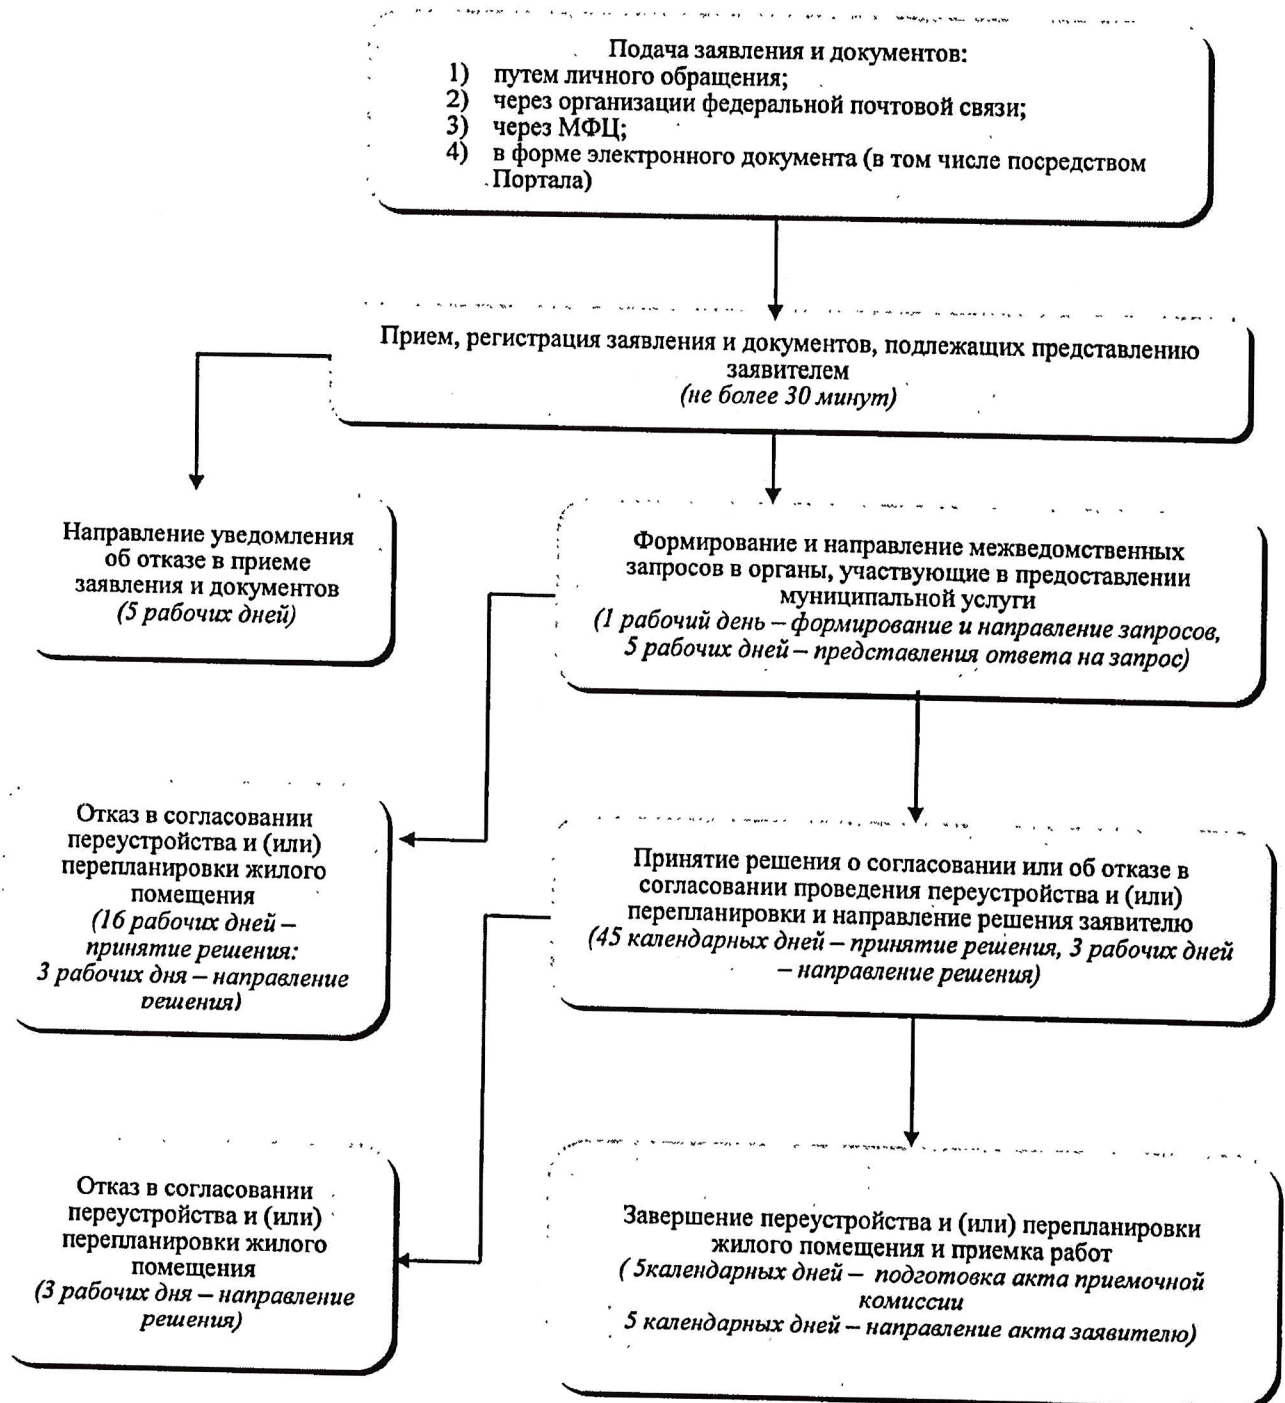 Подача заявления и документов:
1) путем личного обращения;
2) через организации федеральной почтовой связи;
3) через МФЦ;
4) в форме электронного документа (в том числе посредством
Портала)
Прием, регистрация заявления и документов, подлежащих представлению
заявителем
(не более 30 минут)
Направление уведомления
об отказе в приеме
заявления и документов
(5 рабочих дней)
Формирование и направление межведомственных
запросов в органы, участвующие в предоставлении
муниципальной услуги
(1 рабочий день – формирование и направление запросов,
5 рабочих дней – представления ответа на запрос)
Отказ в согласовании
переустройства и (или)
перепланировки жилого
помещения
(16 рабочих дней –
принятие решения:
3 рабочих дня – направление
решения)
Принятие решения о согласовании или об отказе в
согласовании проведения переустройства и (или)
перепланировки и направление решения заявителю
(45 календарных дней – принятие решения, 3 рабочих дней
– направление решения)
Отказ в согласовании
переустройства и (или)
перепланировки жилого
помещения
(3 рабочих дня – направление
решения)
Завершение переустройства и (или) перепланировки
жилого помещения и приемка работ
( 5календарных дней – подготовка акта приемочной
комиссии
5 календарных дней – направление акта заявителю)